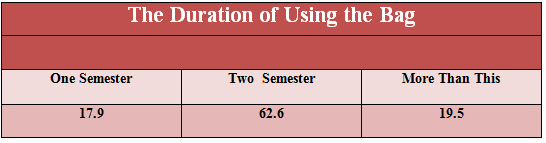 The Duration of Using the Bag
One Semester Two Semester More Than This
17.9 62.6 19.5